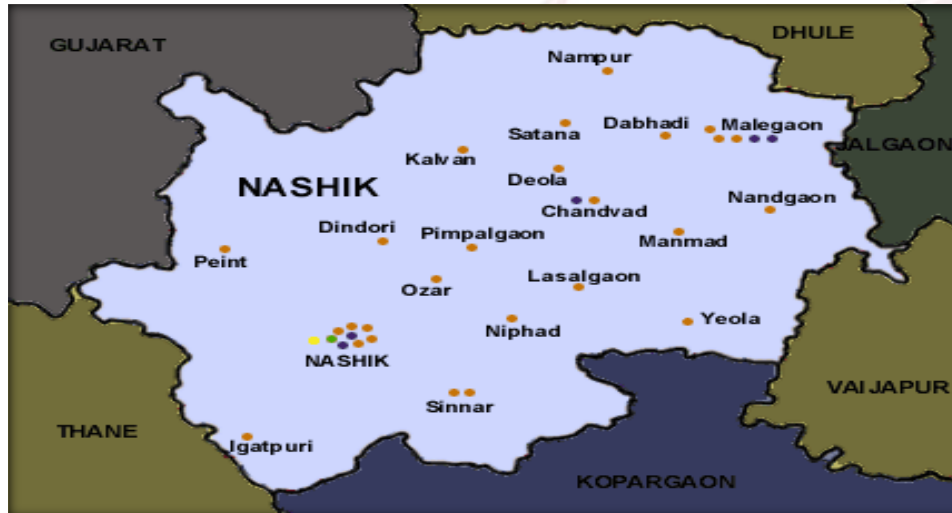 DHULE
GUJARAT
Nampur
Satana
Dabhadi
Malegaon
JALGAON
Kalvan
Deola
NASHIK
Nandgaon
Chandvad
Dindori
Pimpalgaon
Manmad
Peint
Lasalgaon
Ozar
Niphad
Yeola
NASHIK
VAIJAPUR
Sinnar
THANE
Igatpuri
KOPARGAON